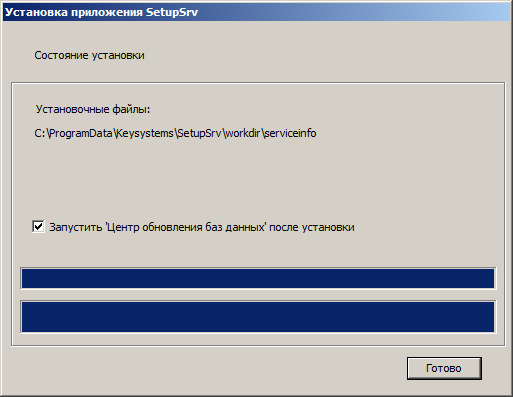 Установка приложения SetupSrv
Состояние установки
Установочные файлы:
C:\ProgramData\Keysystems\SetupSrv\workdir\serviceinfo
Запустить 'Центр обновления баз данных' после установки
Готово